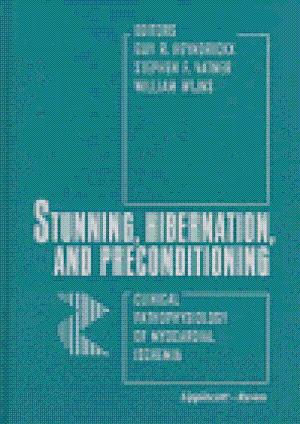 EDITORS
GUY R. HEYNDRICKX
STEPHEN F. VATNER
WILLIAM WIJNS
STUNNING, HIBERNATION,
AND PRECONDITIONING
CLINICAL
PATHOPHYSIOLOGY
OF MYOCARDIAL
ISCHEMIA
Lippincott - Raven